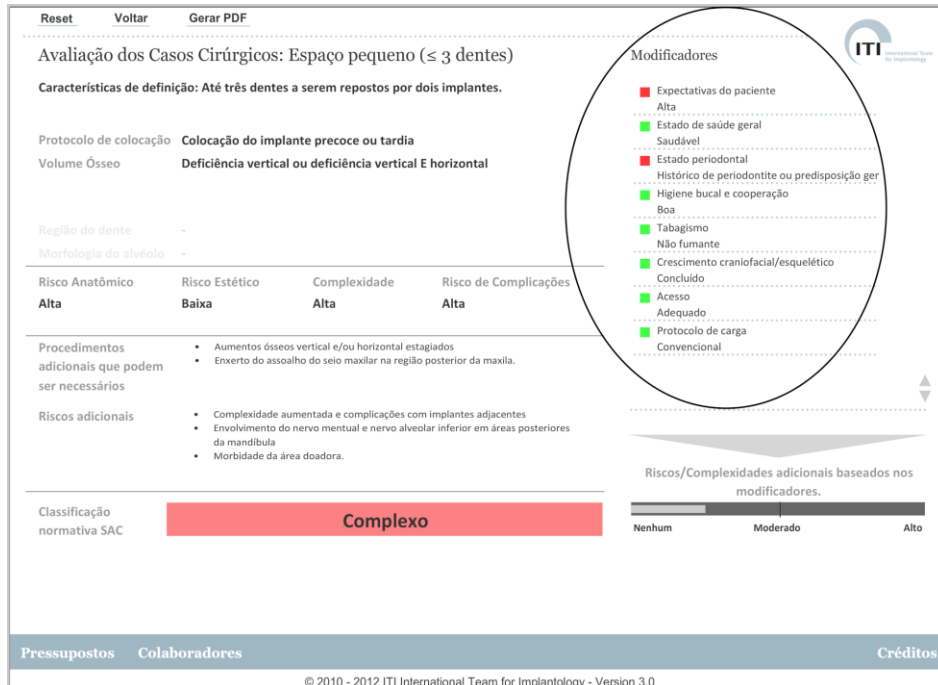 Reset Voltar Gerar PDF
Avaliação dos Casos Cirúrgicos: Espaço pequeno (≤ 3 dentes)
Características de definição: Até três dentes a serem repostos por dois implantes.
Protocolo de colocação Colocação do implante precoce ou tardia
Volume Ósseo Deficiência vertical ou deficiência vertical E horizontal
Região do dente -
Morfologia do alvéolo -
Risco Anatômico Risco Estético Complexidade Risco de Complicações
Alta Baixa Alta Alta
Procedimentos
adicionais que podem
ser necessários
• Aumentos ósseos vertical e/ou horizontal estagiados
• Enxerto do assoalho do seio maxilar na região posterior da maxila.
Riscos adicionais
• Complexidade aumentada e complicações com implantes adjacentes
• Envolvimento do nervo mentual e nervo alveolar inferior em áreas posteriores
da mandíbula
• Morbidade da área doadora.
Classificação
normativa SAC
Complexo
Modificadores
ITI International Team
for Implantology
Expectativas do paciente
Alta
Estado de saúde geral
Saudável
Estado periodontal
Histórico de periodontite ou predisposição ger
Higiene bucal e cooperação
Boa
Tabagismo
Não fumante
Crescimento craniofacial/esquelético
Concluído
Acesso
Adequado
Protocolo de carga
Convencional
Riscos/Complexidades adicionais baseados nos
modificadores.
Nenhum Moderado Alto
Pressupostos Colaboradores Créditos
© 2010 - 2012 ITI International Team for Implantology - Version 3.0